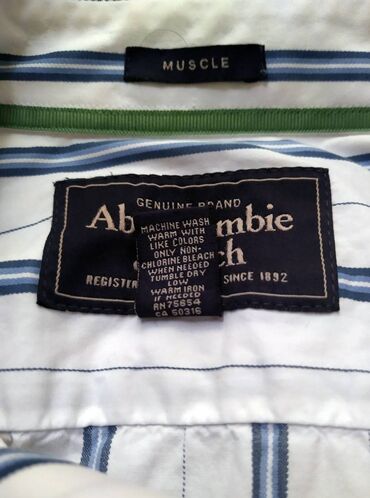 MUSCLE
GENUINE BRAND
Ab mbie
ch
REGISTER SINCE 1892
MACHINE WASH
WARM WITH
LIKE COLORS
ONLY NON-
CHLORINE BLEACH
WHEN NEEDED
TUMBLE DRY
LOW
WARM IRON
IF NEEDED
RN 75654
CA 50316